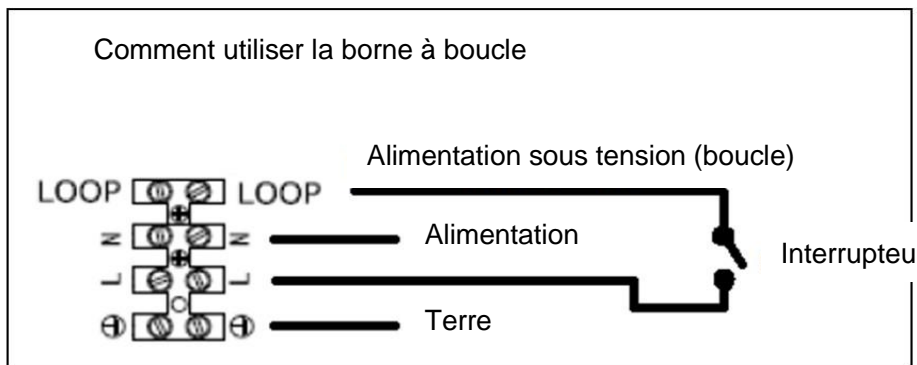 Comment utiliser la borne à boucle
Alimentation sous tension (boucle)
LOOP LOOP
N N Alimentation
Interrupteu
L L
Terre